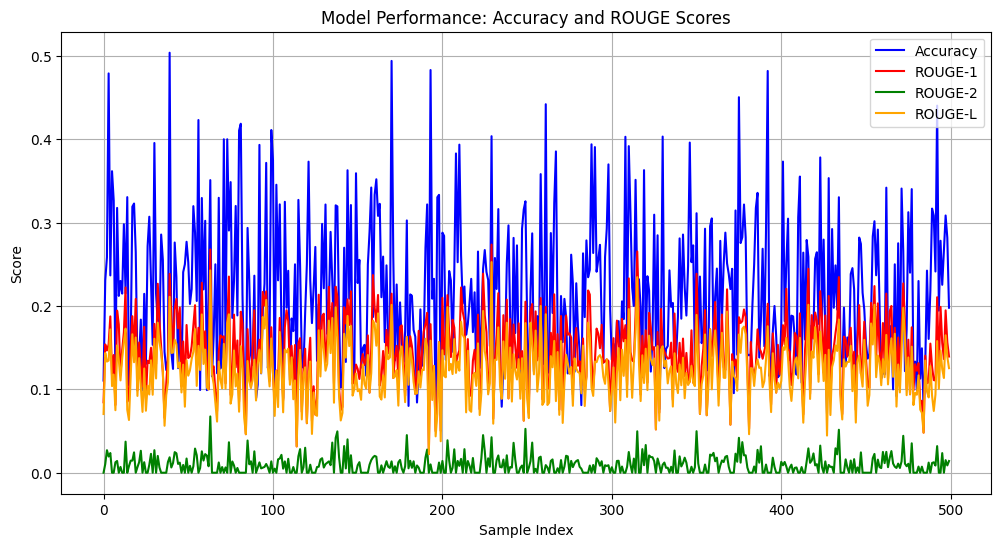 Model Performance: Accuracy and ROUGE Scores
Accuracy
ROUGE-1
ROUGE-2
ROUGE-L
Score
0.5
0.4
0.3
0.2
0.1
0.0
0
100
200
300
400
500
Sample Index